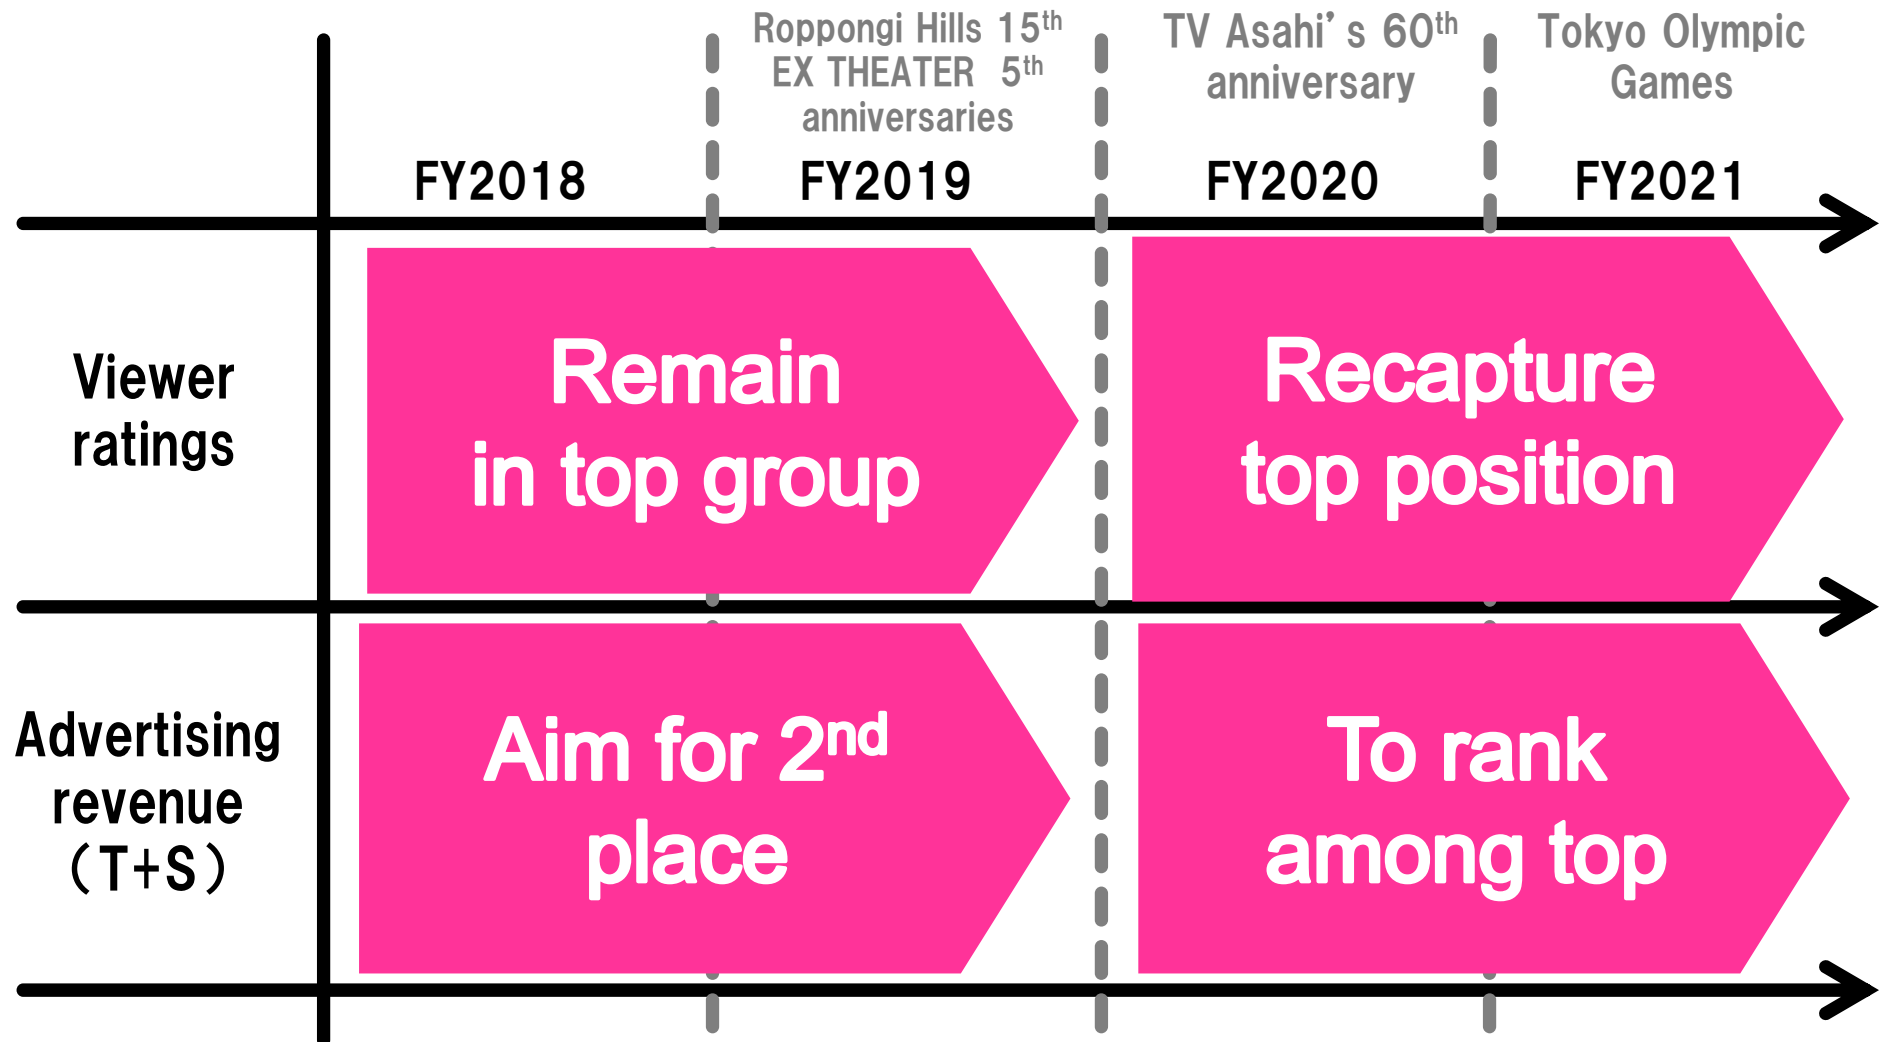 Roppongi Hills 15th
EX THEATER 5th
anniversaries
TV Asahi’s 60th
anniversary
Tokyo Olympic
Games
FY2018
FY2019
FY2020
FY2021
Viewer
ratings
Remain
in top group
Recapture
top position
Advertising
revenue
(T+S)
Aim for 2nd
place
To rank
among top